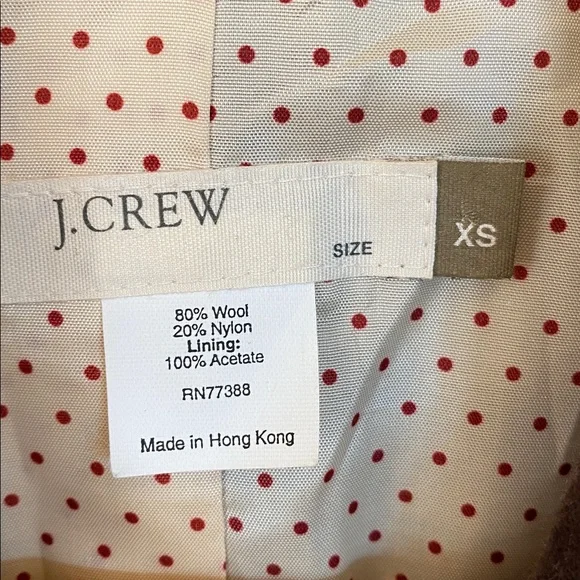 J.CREW
SIZE XS
80% Wool
20% Nylon
Lining:
100% Acetate
RN77388
Made in Hong Kong